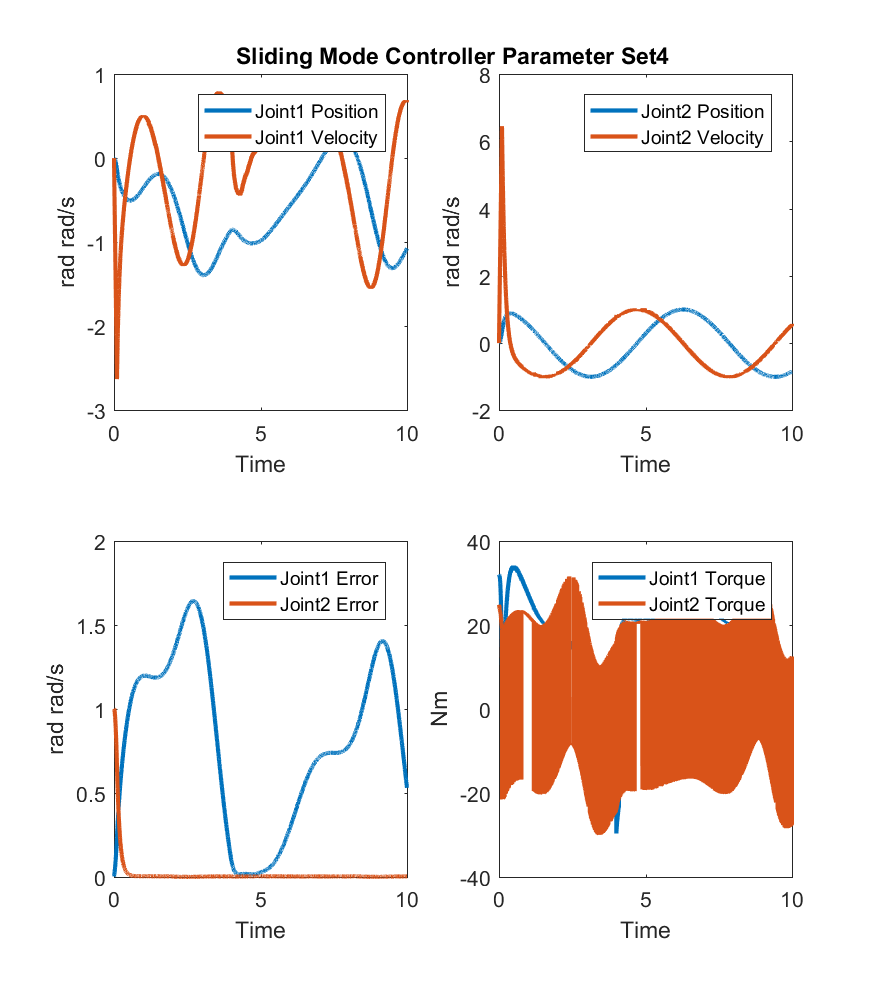 Sliding Mode Controller Parameter Set4
1
0
-1
-2
-3
rad rad/s
Joint1 Position
Joint1 Velocity
0
5
10
Time
8
6
4
2
0
-2
rad rad/s
Joint2 Position
Joint2 Velocity
0
5
10
Time
2
1.5
1
0.5
0
rad rad/s
Joint1 Error
Joint2 Error
0
5
10
Time
40
20
0
-20
-40
Nm
Joint1 Torque
Joint2 Torque
0
5
10
Time